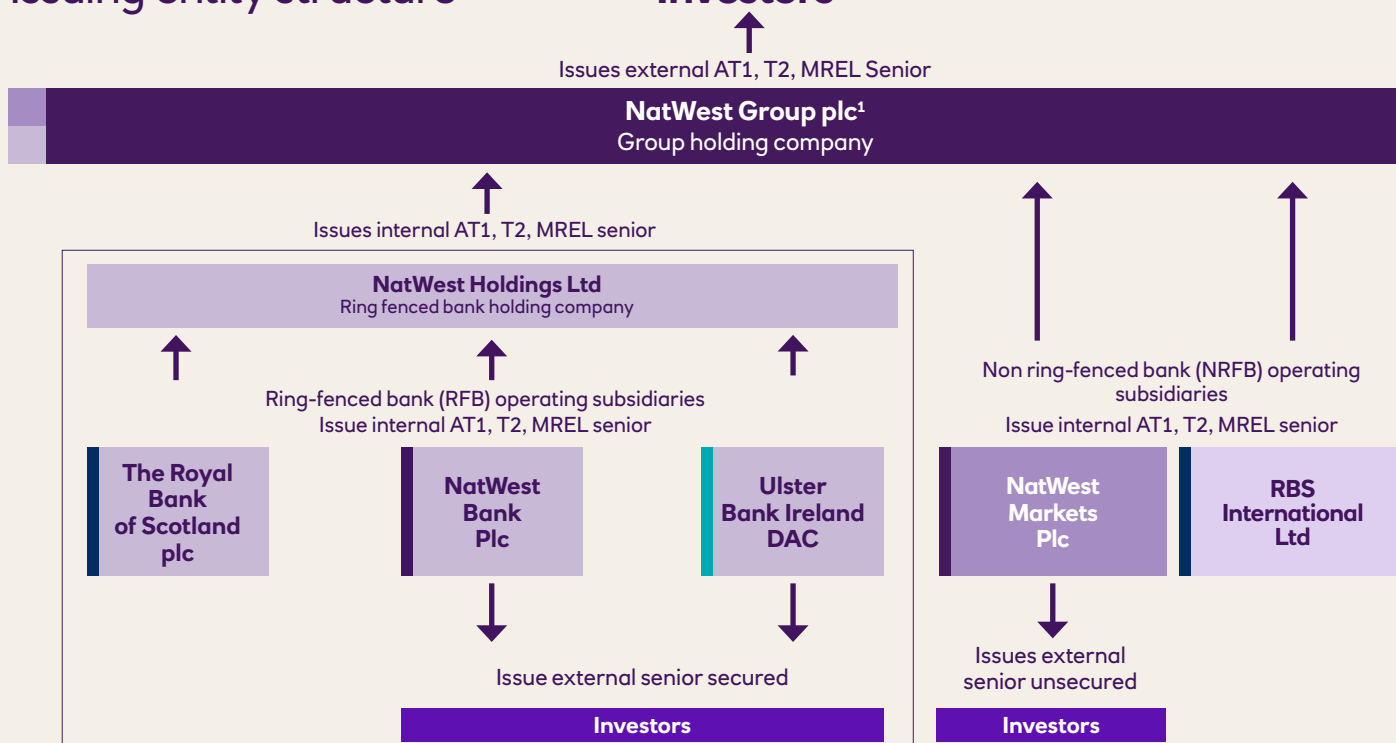 Issuing entity structure
Investors
Issues external AT1, T2, MREL Senior
NatWest Group plc¹
Group holding company
Issues internal AT1, T2, MREL senior
NatWest Holdings Ltd
Ring fenced bank holding company
Ring-fenced bank (RFB) operating subsidiaries
Issue internal AT1, T2, MREL senior
Non ring-fenced bank (NRFB) operating
subsidiaries
Issue internal AT1, T2, MREL senior
The Royal
Bank
of Scotland
plc
NatWest
Bank
Plc
Ulster
Bank Ireland
DAC
NatWest
Markets
Plc
RBS
International
Ltd
Issue external senior secured
Issues external
senior unsecured
Investors
Investors